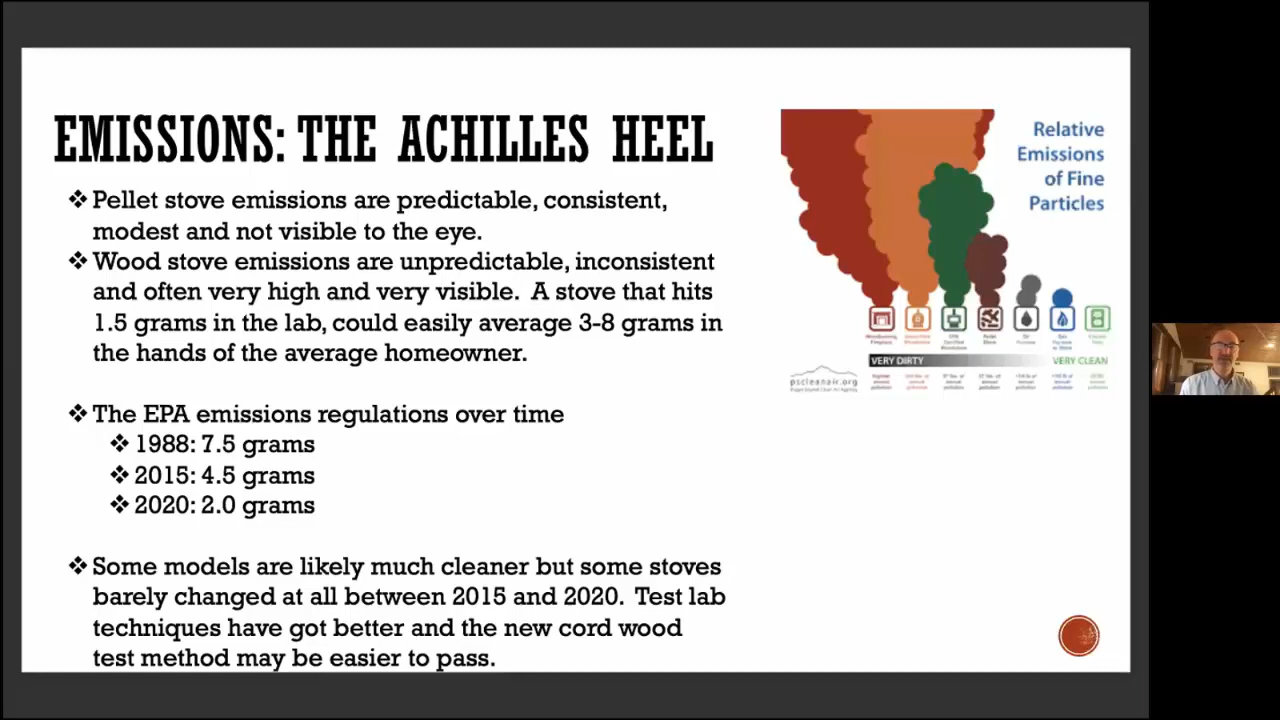 EMISSIONS: THE ACHILLES HEEL
❖ Pellet stove emissions are predictable, consistent,
modest and not visible to the eye.
❖ Wood stove emissions are unpredictable, inconsistent
and often very high and very visible. A stove that hits
1.5 grams in the lab, could easily average 3-8 grams in
the hands of the average homeowner.
❖ The EPA emissions regulations over time
❖ 1988: 7.5 grams
❖ 2015: 4.5 grams
❖ 2020: 2.0 grams
❖ Some models are likely much cleaner but some stoves
barely changed at all between 2015 and 2020. Test lab
techniques have got better and the new cord wood
test method may be easier to pass.
Relative
Emissions
of Fine
Particles
VERY DIRTY
VERY CLEAN
pscleanair.org